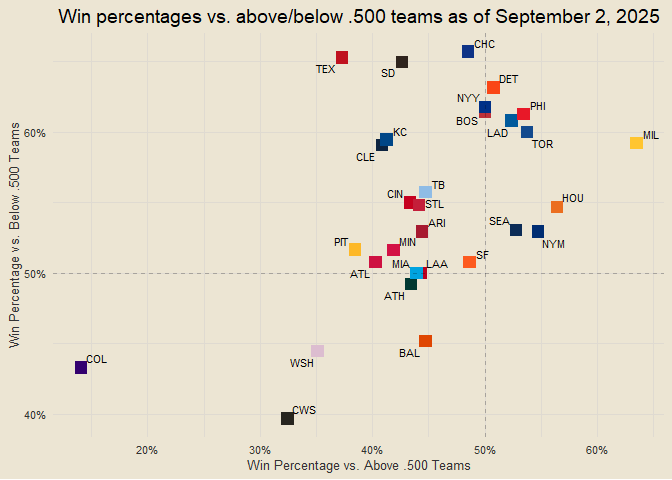 Win percentages vs. above/below .500 teams as of September 2, 2025
CHC
TEX
SD
DET
NYY
PHI
BOS
60%
KC
LAD
MIL
TOR
CLE
TB
CIN
STL
HOU
ARI
SEA
PIT
MIN
NYM
SF
MIA
LAA
ATL
50%
ATH
BAL
COL
WSH
CWS
40%
20%
30%
40%
50%
60%
Win Percentage vs. Above .500 Teams
Win Percentage vs. Below .500 Teams